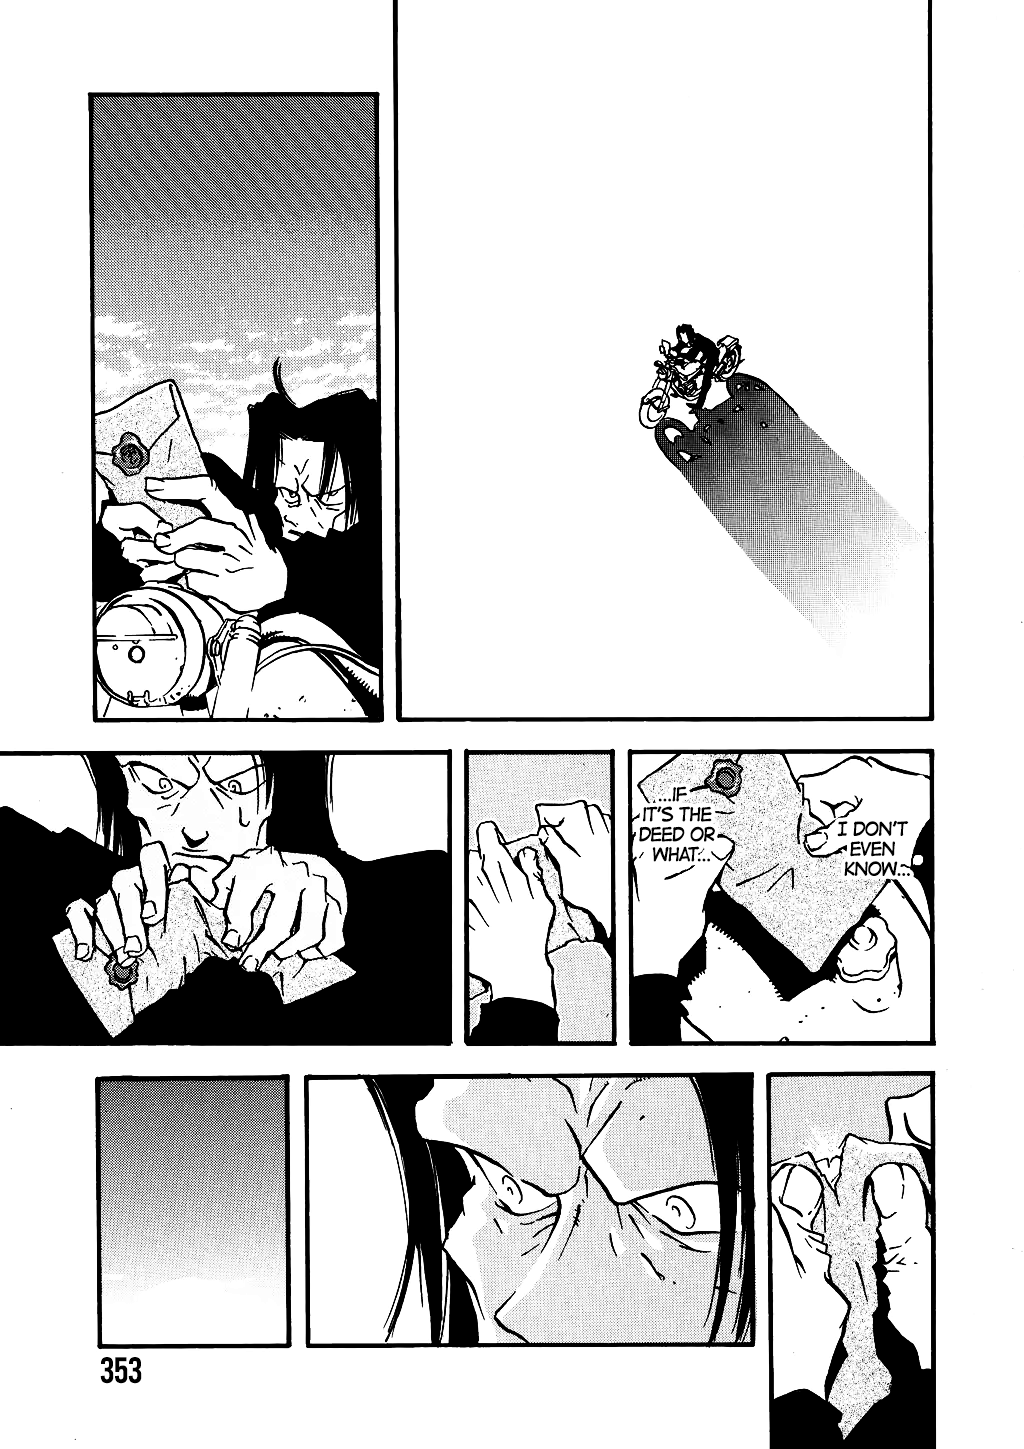 I DON'T
EVEN
KNOW...
...IF
IT'S THE
DEED OR
WHAT...
353